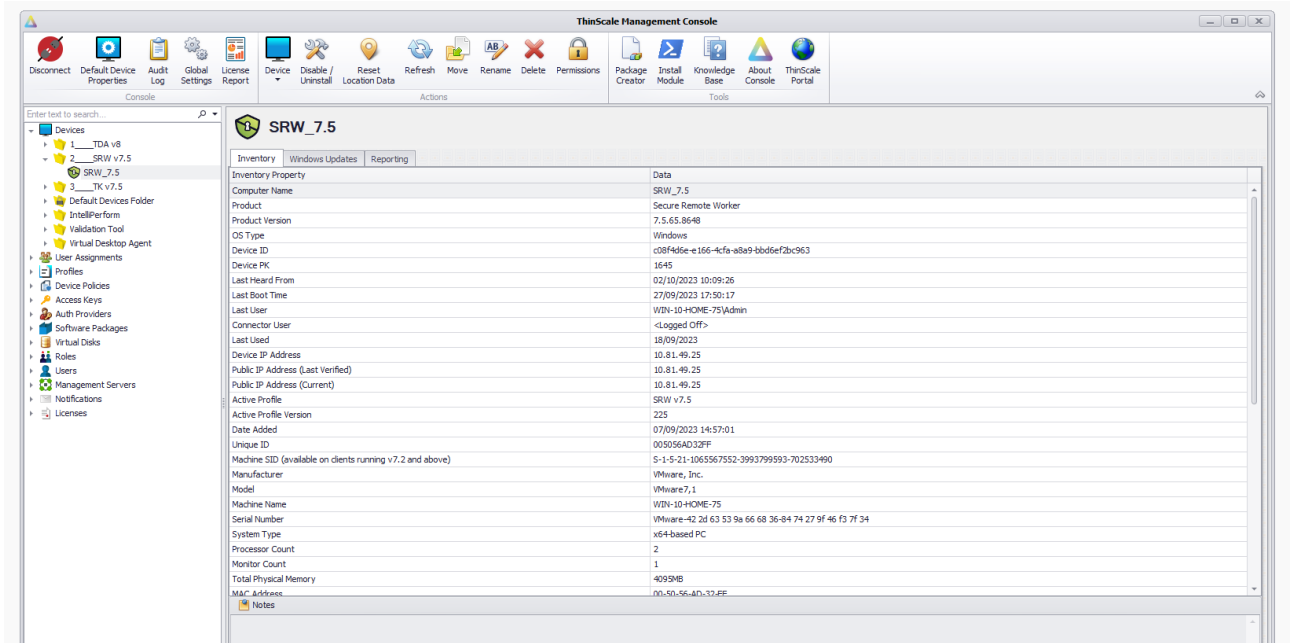 ThinScale Management Console
Disconnect
Default Device Properties
Audit Log
Global Settings
License Report
Device
Disable / Uninstall
Reset Location Data
Refresh
Move
Rename
Delete
Permissions
Package Creator
Install Module
Knowledge Base
About Console
ThinScale Portal
Console
Actions
Tools
Enter text to search...
Devices
1____TDA v8
2____SRW v7.5
SRW_7.5
3____TK v7.5
Default Devices Folder
IntelliPerform
Validation Tool
Virtual Desktop Agent
User Assignments
Profiles
Device Policies
Access Keys
Auth Providers
Software Packages
Virtual Disks
Roles
Users
Management Servers
Notifications
Licenses
SRW_7.5
Inventory Windows Updates Reporting
Inventory Property Data
Computer Name SRW_7.5
Product Secure Remote Worker
Product Version 7.5.65.8648
OS Type Windows
Device ID c08f4d6e-e166-4cfa-a8a9-bbd6ef2bc963
Device PK 1645
Last Heard From 02/10/2023 10:09:26
Last Boot Time 27/09/2023 17:50:17
Last User WIN-10-HOME-75\Admin
Connector User <Logged Off>
Last Used 18/09/2023
Device IP Address 10.81.49.25
Public IP Address (Last Verified) 10.81.49.25
Public IP Address (Current) 10.81.49.25
Active Profile SRW v7.5
Active Profile Version 225
Date Added 07/09/2023 14:57:01
Unique ID 005056AD32FF
Machine SID (available on clients running v7.2 and above) S-1-5-21-1065567552-3993799593-702533490
Manufacturer VMware, Inc.
Model VMware7,1
Machine Name WIN-10-HOME-75
Serial Number VMware-42 2d 63 53 9a 66 68 36-84 74 27 9f 46 f3 7f 34
System Type x64-based PC
Processor Count 2
Monitor Count 1
Total Physical Memory 4095MB
MAC Address 00-50-56-AD-32-FF
Notes